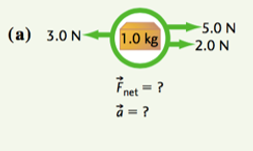 (a) 3.0 N 1.0 kg 5.0 N
2.0 N
F⃗net = ?
a⃗ = ?